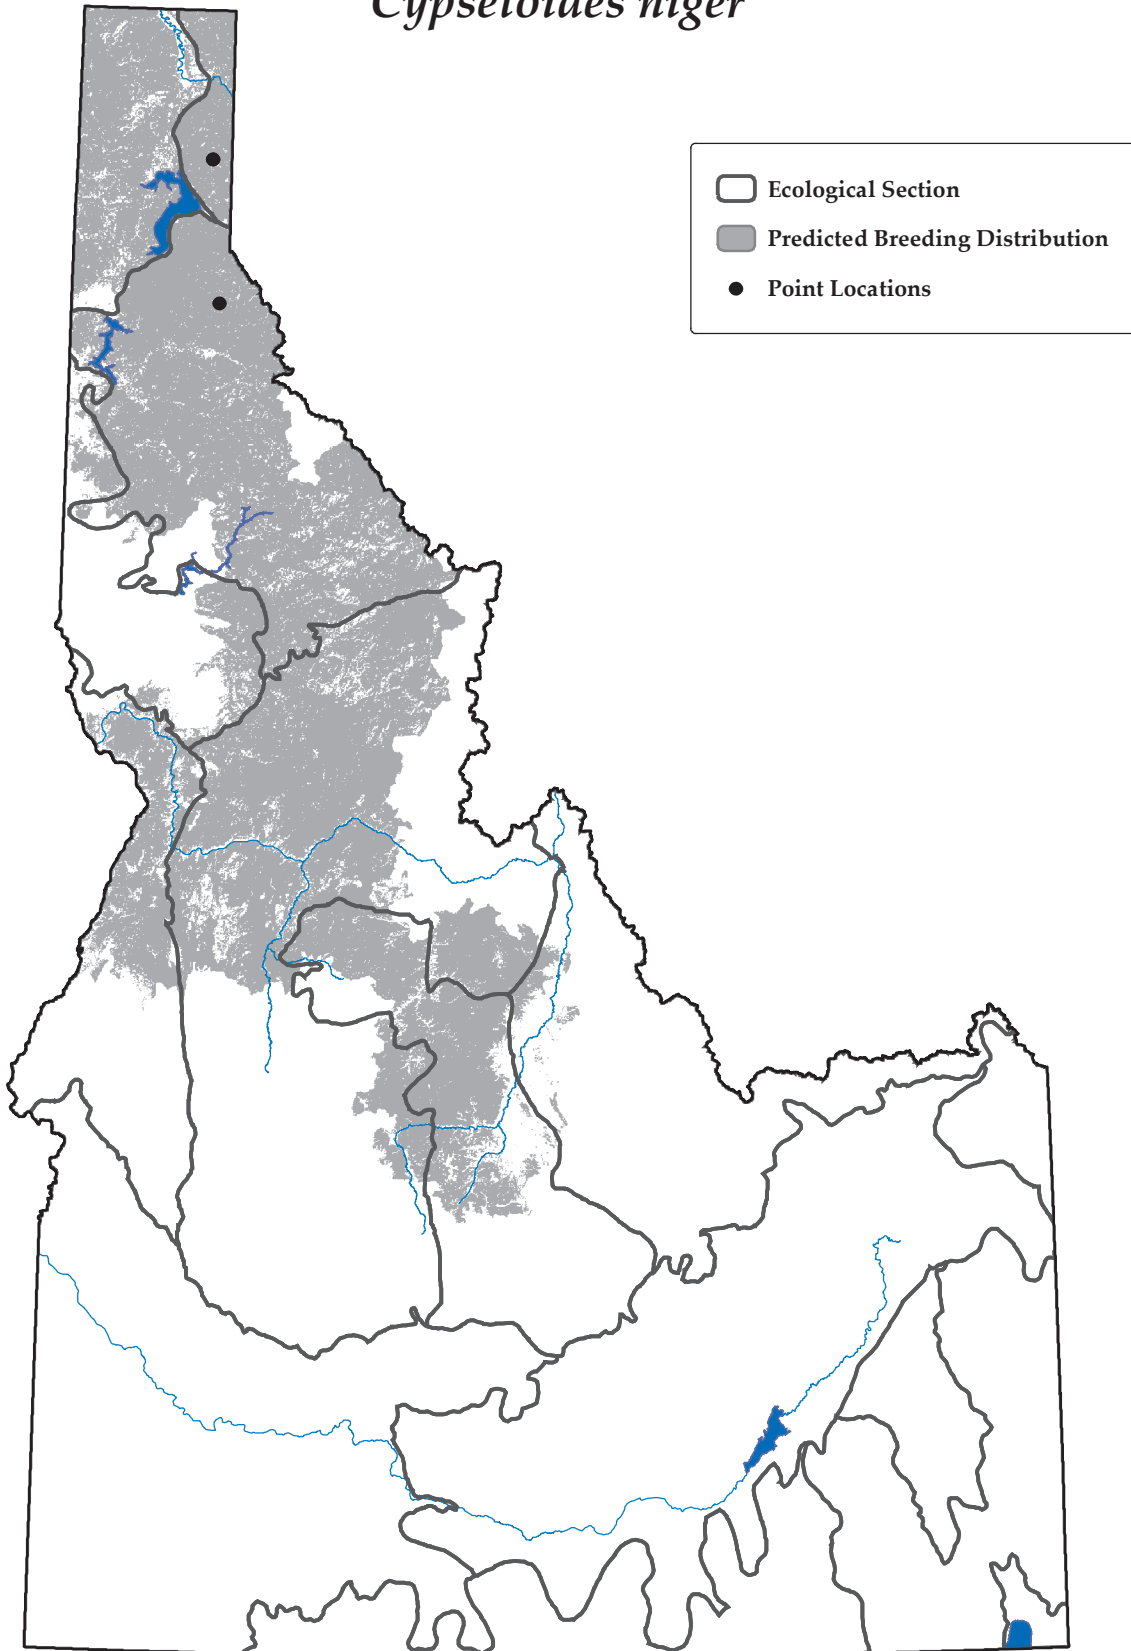 Cypseloides niger
Ecological Section
Predicted Breeding Distribution
Point Locations